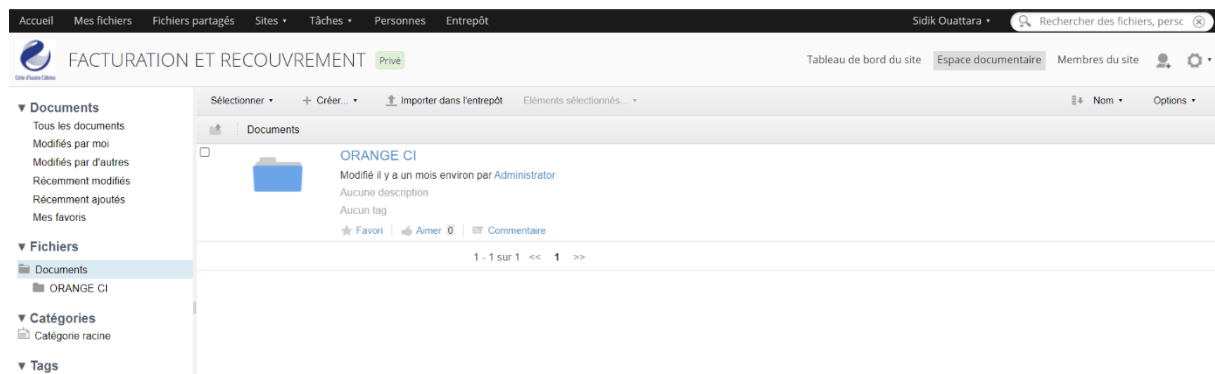 Accueil Mes fichiers Fichiers partagés Sites Tâches Personnes Entrepôt Sidik Ouattara Rechercher des fichiers, persc
FACTURATION ET RECOUVREMENT Privé Tableau de bord du site Espace documentaire Membres du site
Côte d'Ivoire Câbles
Documents
Tous les documents
Modifiés par moi
Modifiés par d'autres
Récemment modifiés
Récemment ajoutés
Mes favoris
Fichiers
Documents
ORANGE CI
Catégories
Catégorie racine
Tags
Sélectionner + Créer... Importer dans l'entrepôt Eléments sélectionnés... Nom Options
Documents
ORANGE CI
Modifié il y a un mois environ par Administrator
Aucune description
Aucun tag
Favori Aimer 0 Commentaire
1 - 1 sur 1 << 1 >>